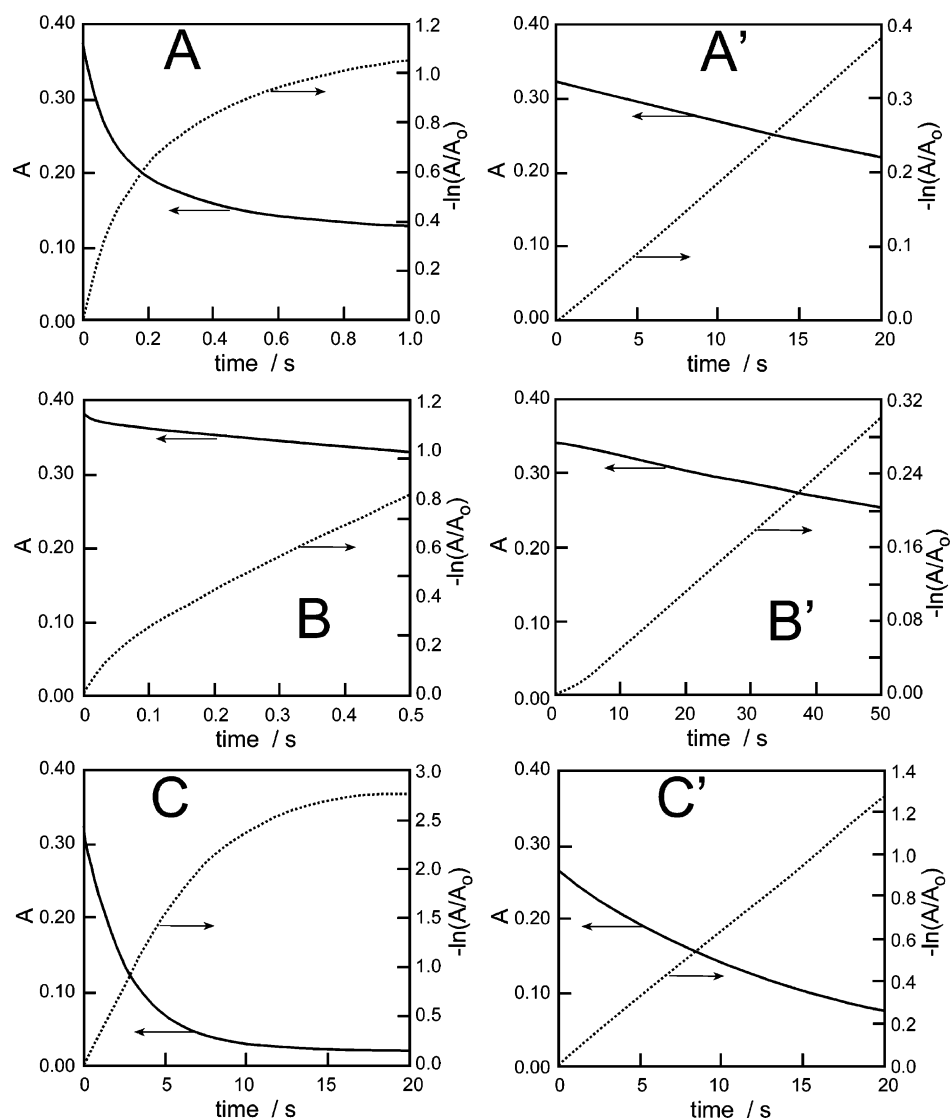 A
0.40
0.30
0.20
0.10
0.00
A
1.2
1.0
0.8
0.6
0.4
0.2
0.0
-ln(A/Ao)
0 0.2 0.4 0.6 0.8 1.0
time / s
A'
0.40
0.30
0.20
0.10
0.00
A
0.4
0.3
0.2
0.1
0.0
-ln(A/Ao)
0 5 10 15 20
time / s
B
0.40
0.30
0.20
0.10
0.00
A
1.2
1.0
0.8
0.6
0.4
0.2
0.0
-ln(A/Ao)
0 0.1 0.2 0.3 0.4 0.5
time / s
B'
0.40
0.30
0.20
0.10
0.00
A
0.32
0.24
0.16
0.08
0.00
-ln(A/Ao)
0 10 20 30 40 50
time / s
C
0.40
0.30
0.20
0.10
0.00
A
3.0
2.5
2.0
1.5
1.0
0.5
0.0
-ln(A/Ao)
0 5 10 15 20
time / s
C'
0.40
0.30
0.20
0.10
0.00
A
1.4
1.2
1.0
0.8
0.6
0.4
0.2
0.0
-ln(A/Ao)
0 5 10 15 20
time / s